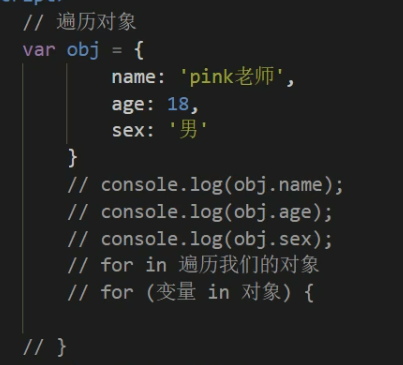 // 遍历对象
var obj = {
name: 'pink老师',
age: 18,
sex: '男'
}
// console.log(obj.name);
// console.log(obj.age);
// console.log(obj.sex);
// for in 遍历我们的对象
// for (变量 in 对象) {
// }